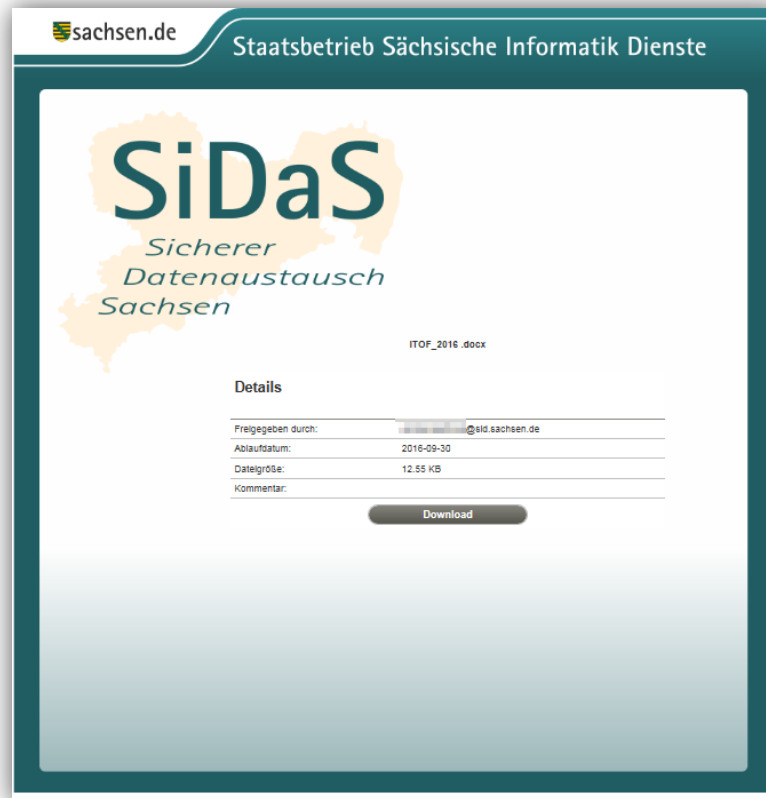 sachsen.de
Staatsbetrieb Sächsische Informatik Dienste
SiDaS
Sicherer
Datenaustausch
Sachsen
ITOF_2016 .docx
Details
Freigegeben durch: @sid.sachsen.de
Ablaufdatum: 2016-09-30
Dateigröße: 12.55 KB
Kommentar:
Download